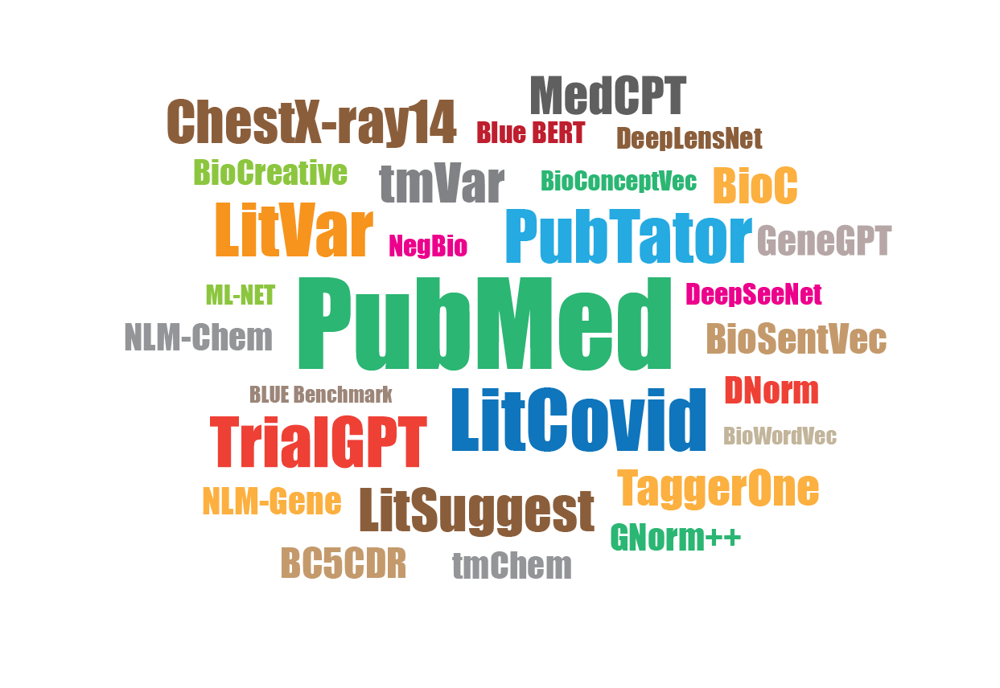 MedCPT
ChestX-ray14
Blue BERT
DeepLensNet
BioCreative
tmVar
BioConceptVec
BioC
LitVar
NegBio
PubTator
GeneGPT
ML-NET
PubMed
DeepSeeNet
NLM-Chem
BioSentVec
BLUE Benchmark
LitCovid
DNorm
TrialGPT
BioWordVec
NLM-Gene
LitSuggest
TaggerOne
GNorm++
BC5CDR
tmChem